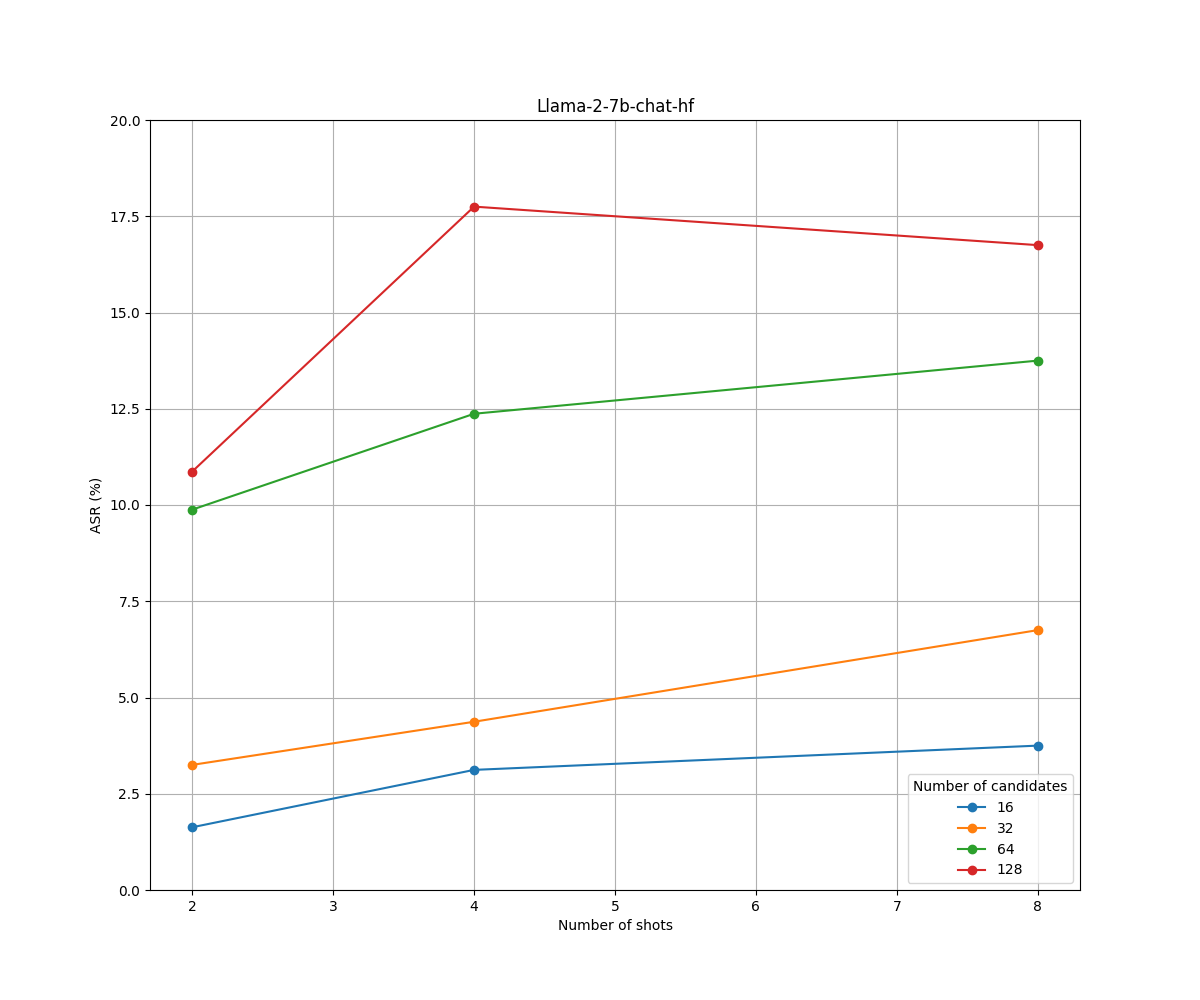 Llama-2-7b-chat-hf
20.0
17.5
15.0
12.5
10.0
7.5
5.0
2.5
0.0
ASR (%)
2 3 4 5 6 7 8
Number of shots
Number of candidates
16
32
64
128